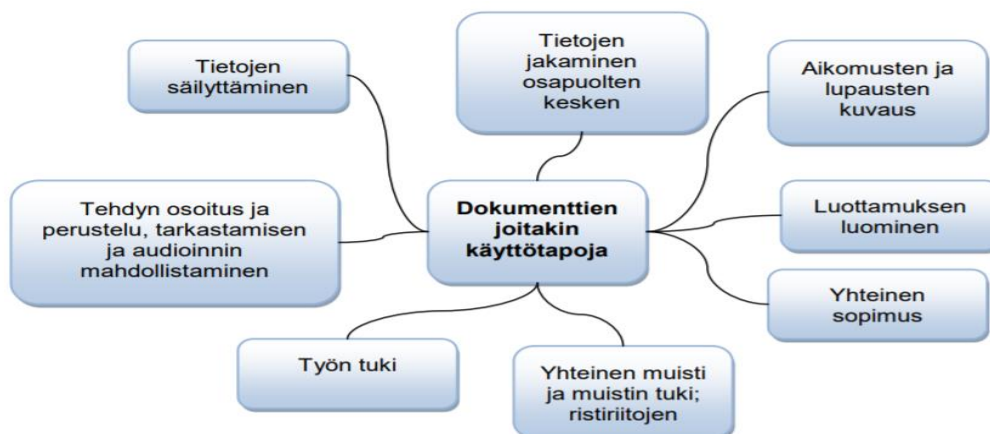 Tietojen
säilyttäminen
Tietojen
jakaminen
osapuolten
kesken
Aikomusten ja
lupausten
kuvaus
Tehdyn osoitus ja
perustelu, tarkastamisen
ja audioinnin
mahdollistaminen
Dokumenttien
joitakin
käyttötapoja
Luottamuksen
luominen
Yhteinen
sopimus
Työn tuki
Yhteinen muisti
ja muistin tuki;
ristiriitojen